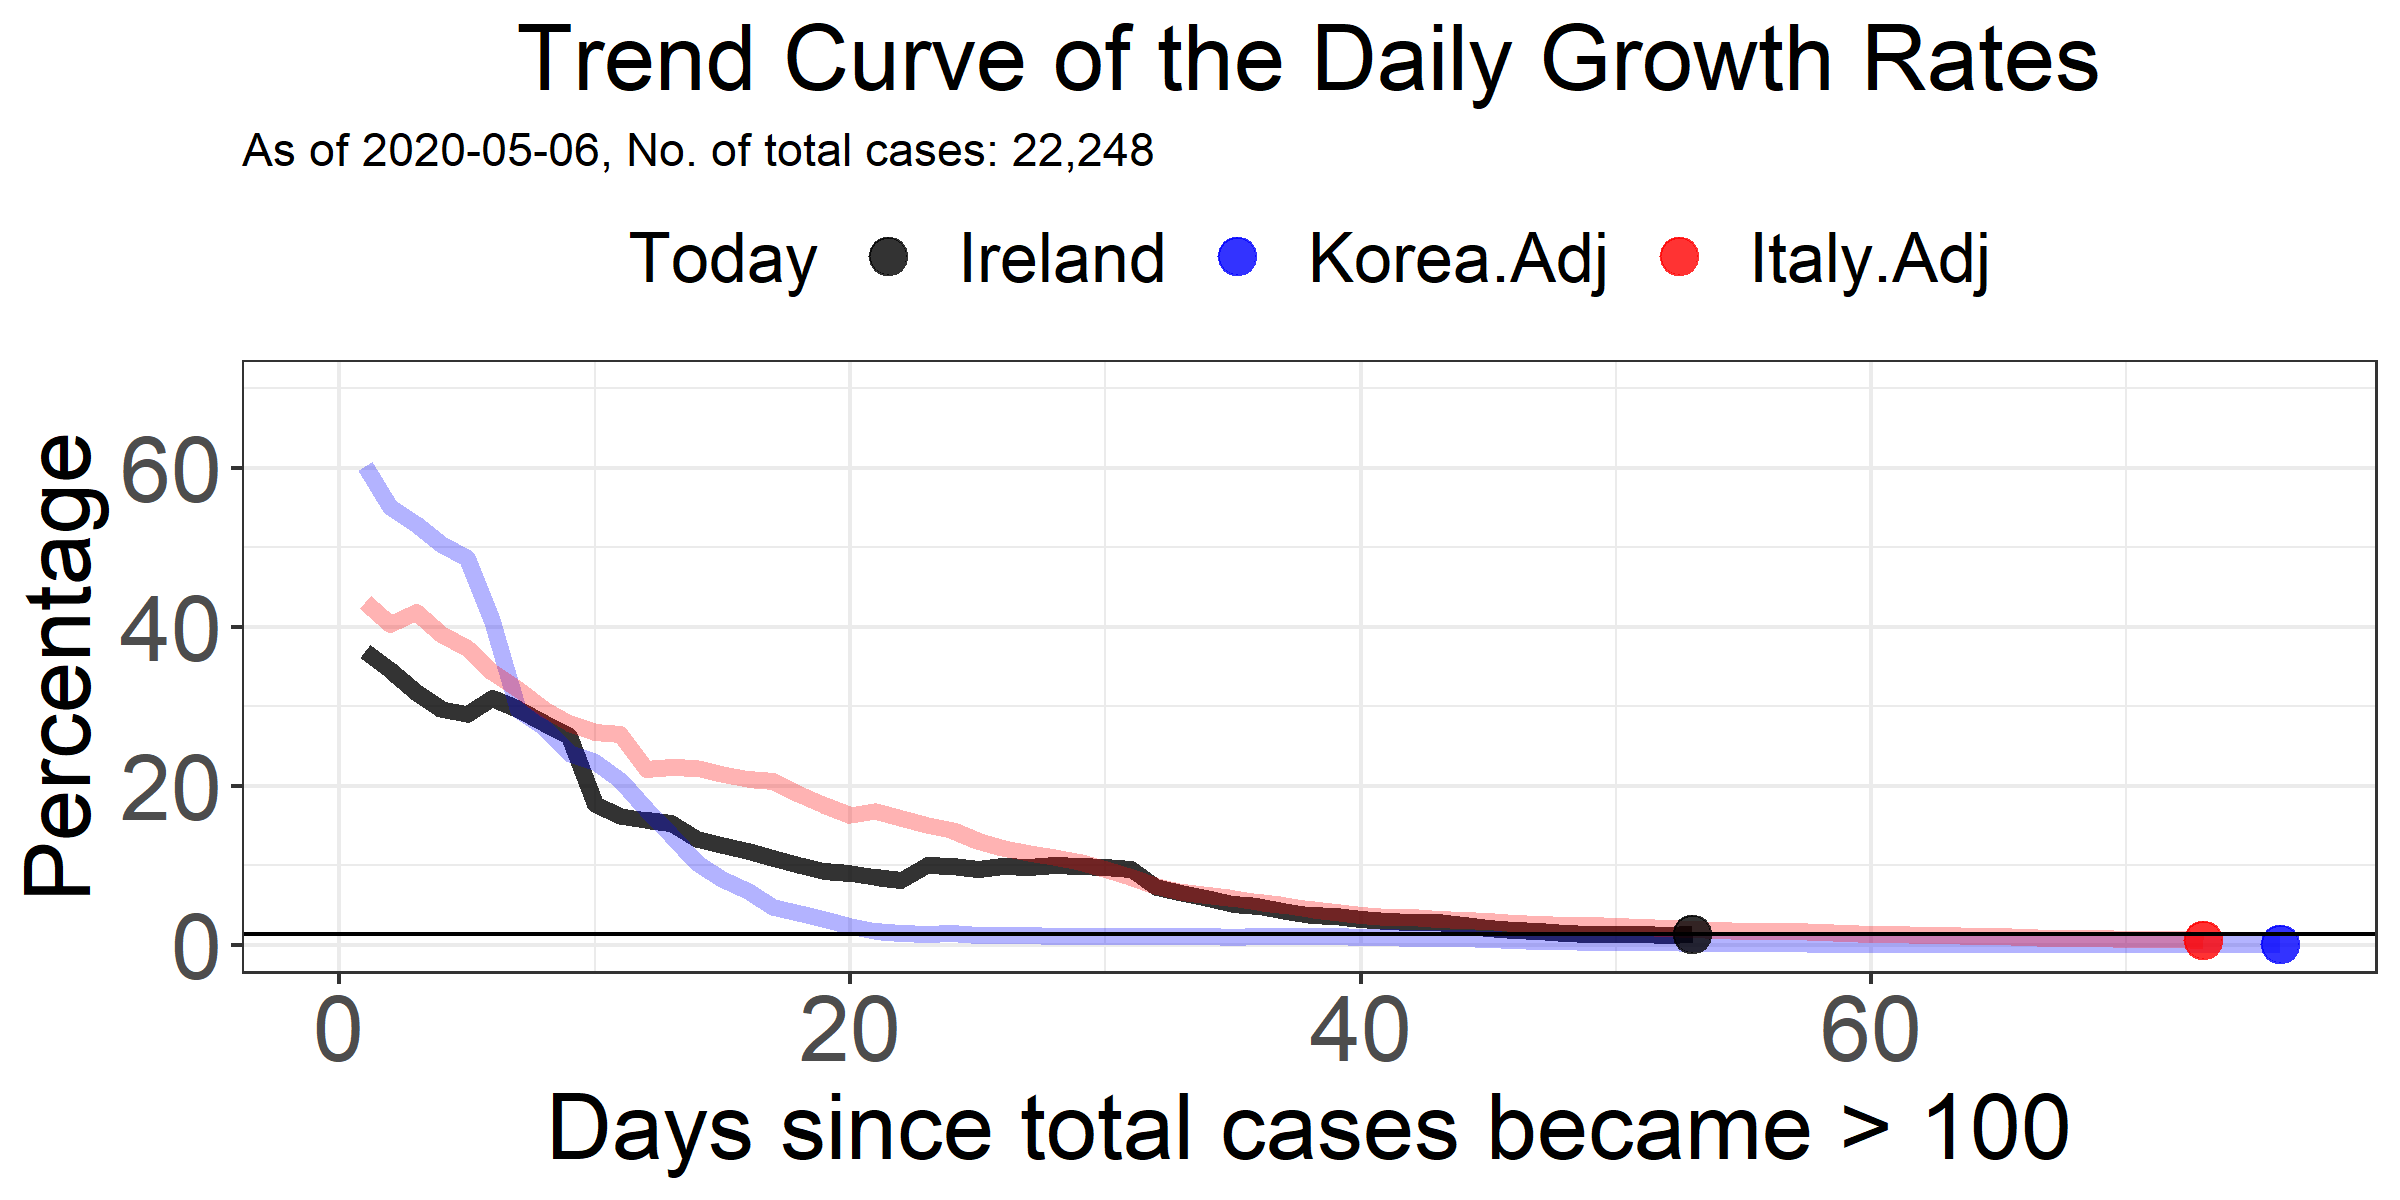 Trend Curve of the Daily Growth Rates
As of 2020-05-06, No. of total cases: 22,248
Today Ireland Korea.Adj Italy.Adj
Percentage
60
40
20
0
0 20 40 60
Days since total cases became > 100